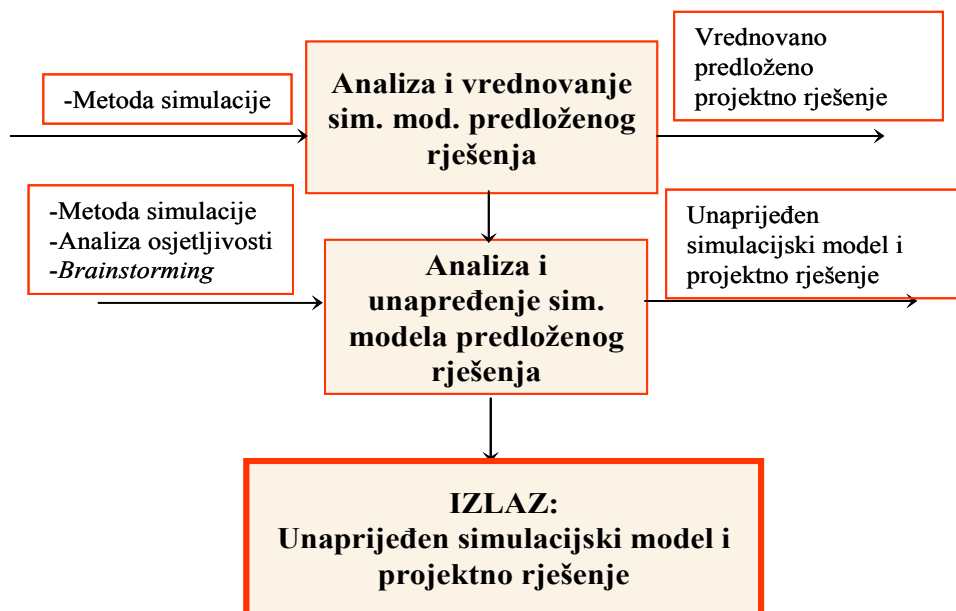 -Metoda simulacije
Analiza i vrednovanje
sim. mod. predloženog
rješenja
Vrednovano
predloženo
projektno rješenje
-Metoda simulacije
-Analiza osjetljivosti
-Brainstorming
Analiza i
unapređenje sim.
modela predloženog
rješenja
Unaprijeđen
simulacijski model i
projektno rješenje
IZLAZ:
Unaprijeđen simulacijski model i
projektno rješenje